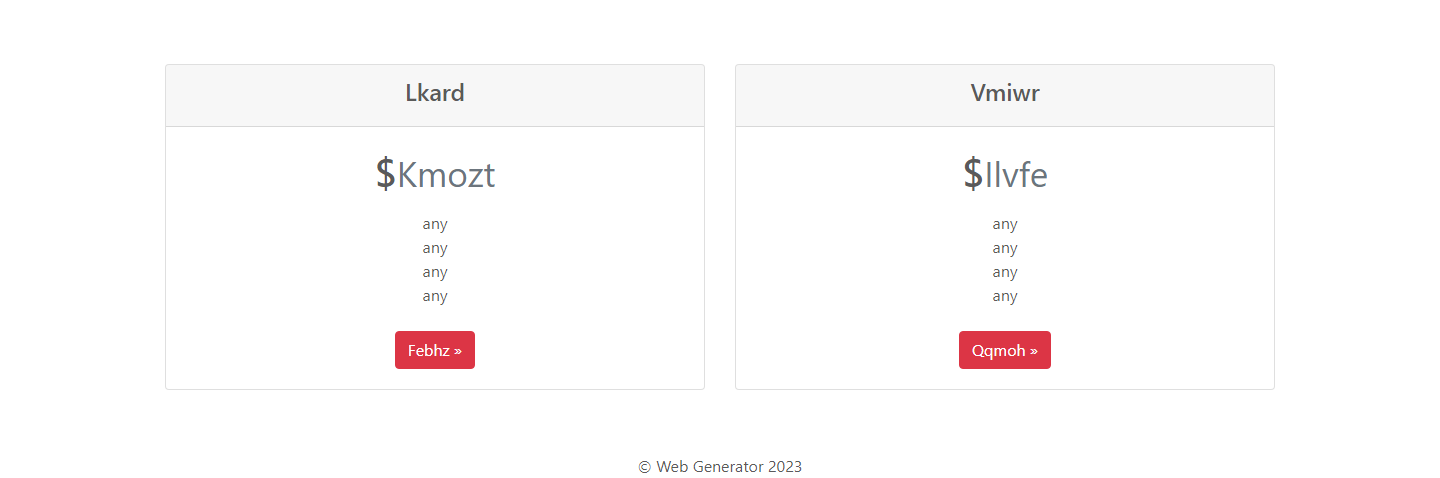 Lkard
$Kmozt
any
any
any
any
Febhz »
Vmiwr
$Ilvfe
any
any
any
any
Qqmoh »
© Web Generator 2023